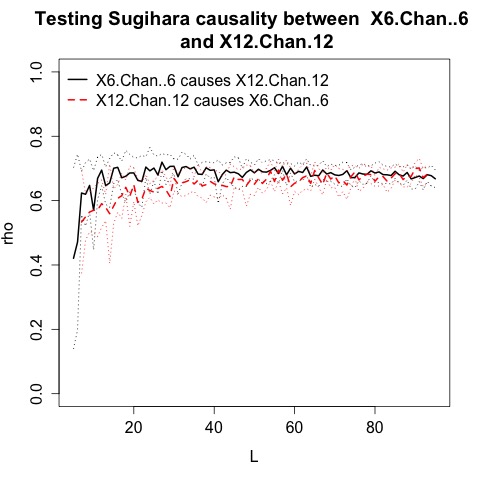 Testing Sugihara causality between  X6.Chan..6
and X12.Chan.12
X6.Chan..6 causes X12.Chan.12
X12.Chan.12 causes X6.Chan..6
rho
1.0
0.8
0.6
0.4
0.2
0.0
20 40 60 80
L